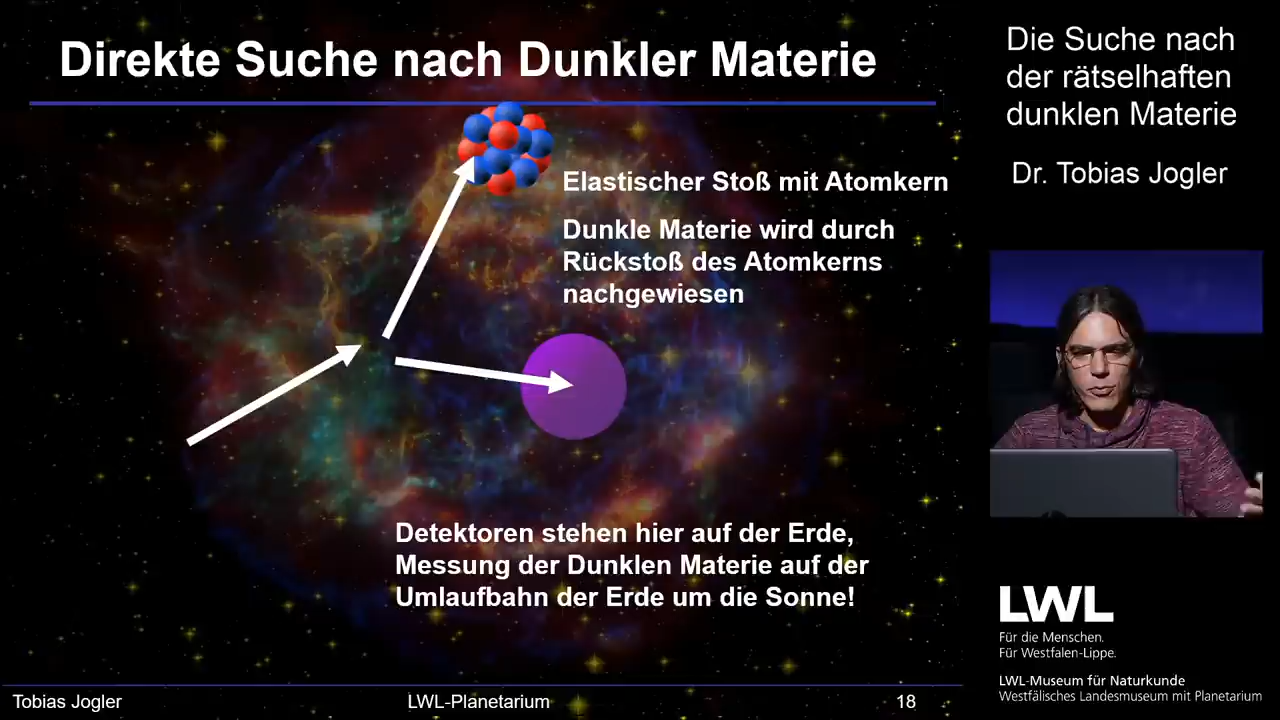 Direkte Suche nach Dunkler Materie
Elastischer Stoß mit Atomkern
Dunkle Materie wird durch
Rückstoß des Atomkerns
nachgewiesen
Detektoren stehen hier auf der Erde,
Messung der Dunklen Materie auf der
Umlaufbahn der Erde um die Sonne!
Tobias Jogler
LWL-Planetarium
18
Die Suche nach
der rätselhaften
dunklen Materie
Dr. Tobias Jogler
LWL
Für die Menschen.
Für Westfalen-Lippe.
LWL-Museum für Naturkunde
Westfälisches Landesmuseum mit Planetarium